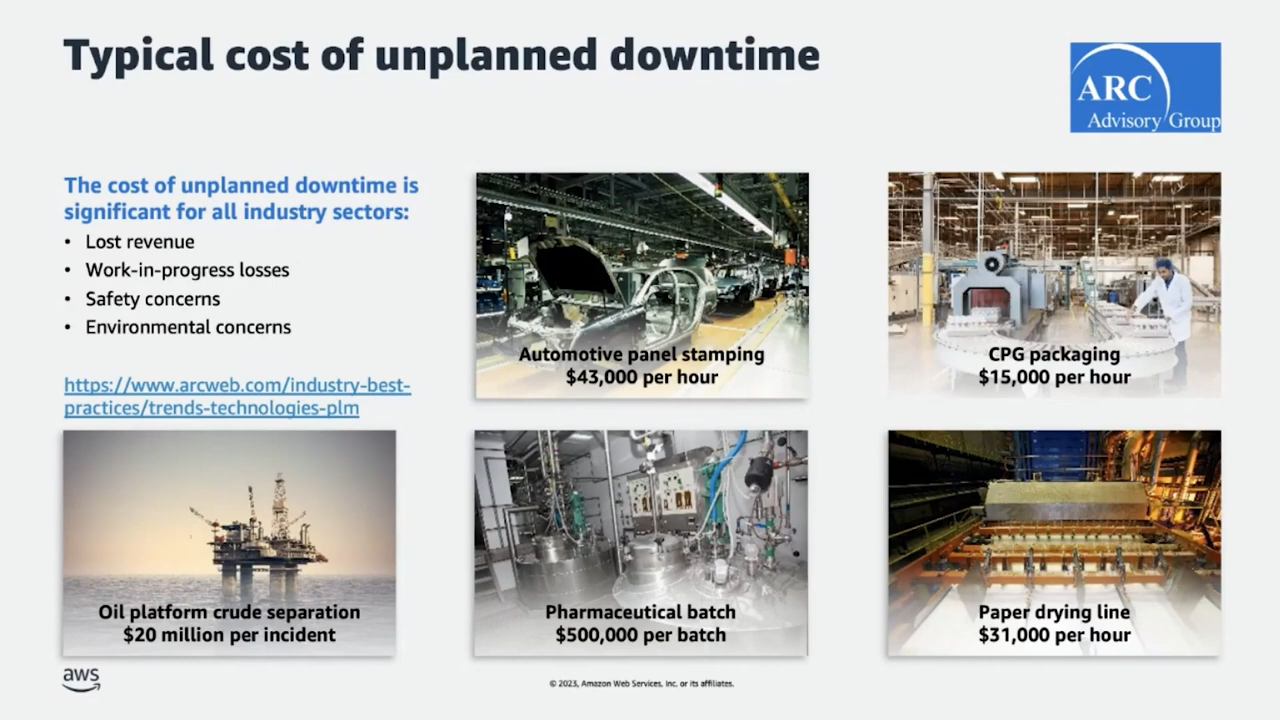 Typical cost of unplanned downtime
ARC
Advisory Group
The cost of unplanned downtime is
significant for all industry sectors:
• Lost revenue
• Work-in-progress losses
• Safety concerns
• Environmental concerns
https://www.arcweb.com/industry-best-
practices/trends-technologies-plm
Automotive panel stamping
$43,000 per hour
CPG packaging
$15,000 per hour
Oil platform crude separation
$20 million per incident
Pharmaceutical batch
$500,000 per batch
Paper drying line
$31,000 per hour
aws
© 2023, Amazon Web Services, Inc. or its affiliates.